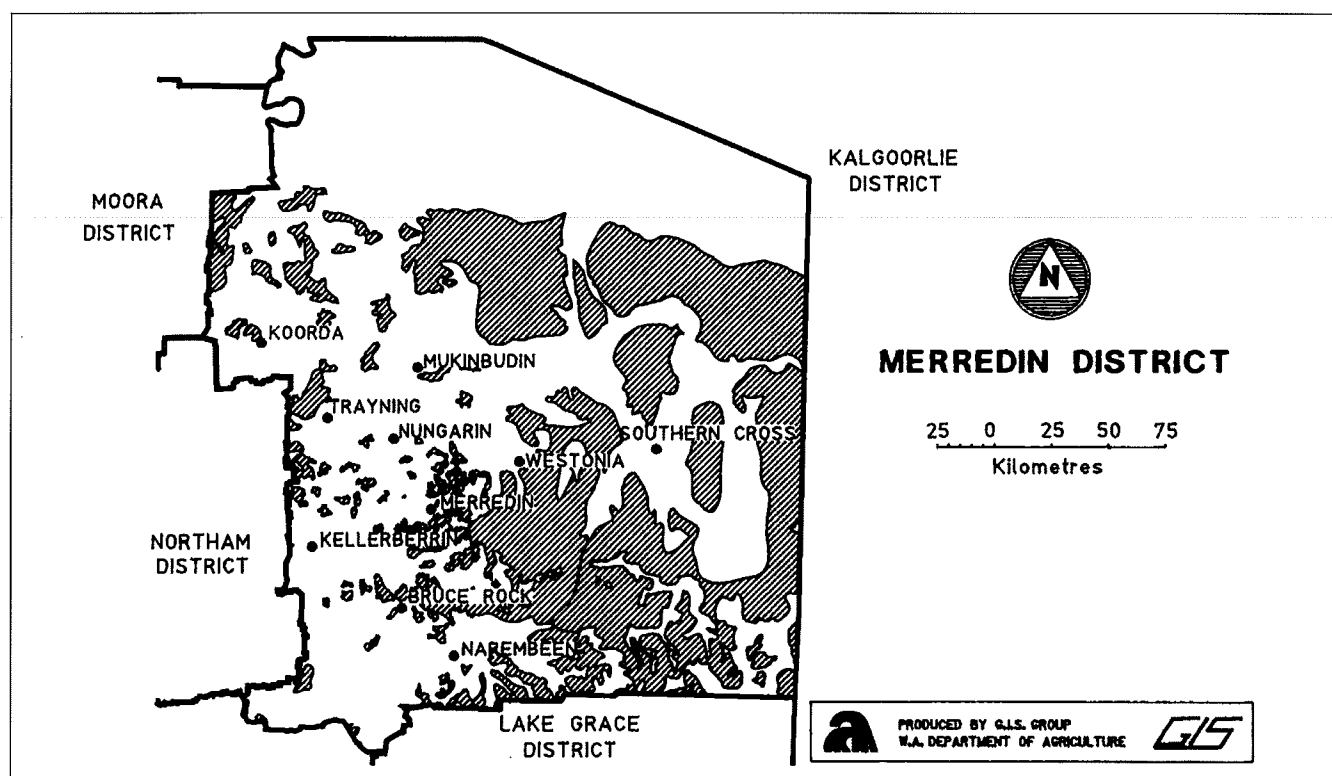 KALGOORLIE
DISTRICT
MOORA
DISTRICT
N
KOORDA
MUKINBUDIN
MERREDIN DISTRICT
TRAYNING
NUNGARIN
SOUTHERN CROSS
WESTONIA
25 0 25 50 75
Kilometres
MERREDIN
NORTHAM
DISTRICT
KELLERBERRIN
BRUCE ROCK
NAREMBEEN
LAKE GRACE
DISTRICT
a
PRODUCED BY G.I.S. GROUP
W.A. DEPARTMENT OF AGRICULTURE
GIS